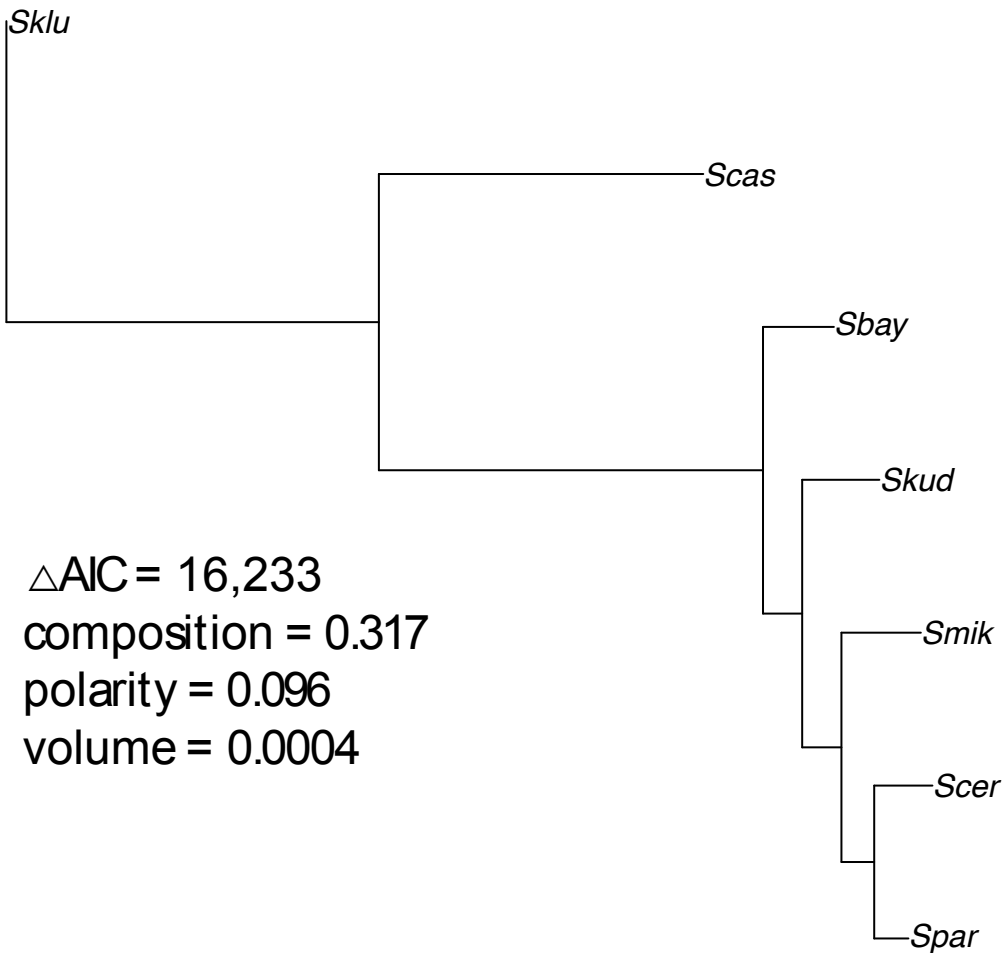 Sklu
Scas
Sbay
Skud
△AIC = 16,233
composition = 0.317
Smik
polarity = 0.096
volume = 0.0004
Scer
Spar